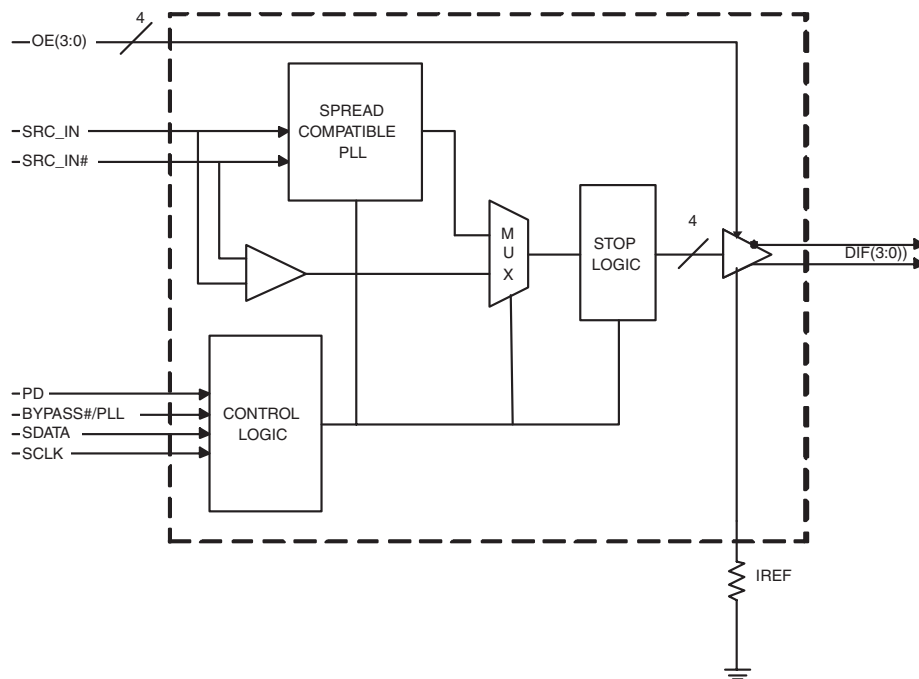 4
OE(3:0)
SPREAD
COMPATIBLE
PLL
SRC_IN
SRC_IN#
M
U
X
STOP
LOGIC
4
DIF(3:0))
PD
BYPASS#/PLL
SDATA
SCLK
CONTROL
LOGIC
IREF